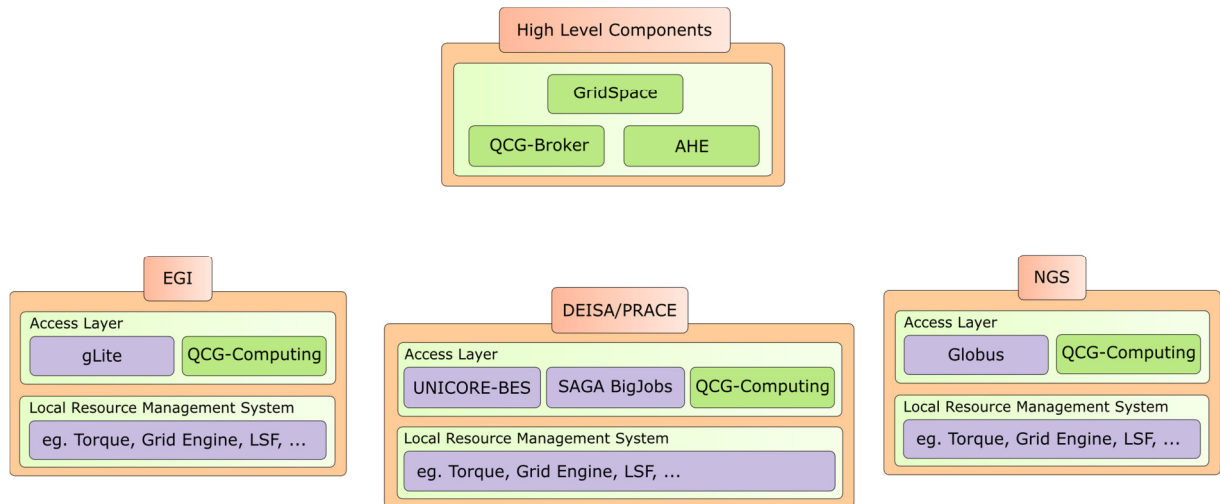 High Level Components
GridSpace
QCG-Broker
AHE
EGI
Access Layer
gLite
QCG-Computing
Local Resource Management System
eg. Torque, Grid Engine, LSF, ...
DEISA/PRACE
Access Layer
UNICORE-BES
SAGA BigJobs
QCG-Computing
Local Resource Management System
eg. Torque, Grid Engine, LSF, ...
NGS
Access Layer
Globus
QCG-Computing
Local Resource Management System
eg. Torque, Grid Engine, LSF, ...